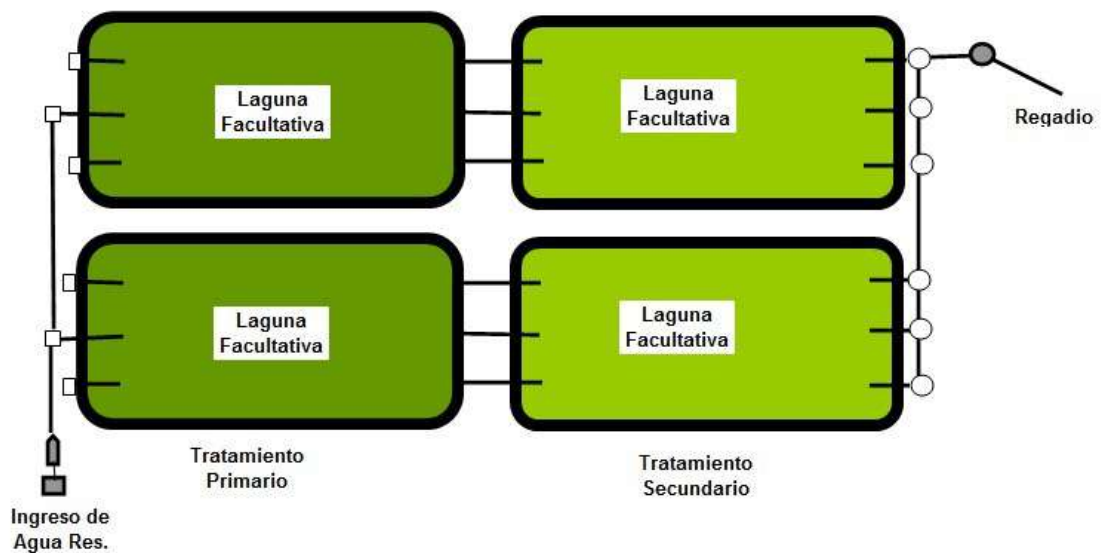 Laguna
Facultativa
Laguna
Facultativa
Regadio
Laguna
Facultativa
Laguna
Facultativa
Tratamiento
Primario
Tratamiento
Secundario
Ingreso de
Agua Res.